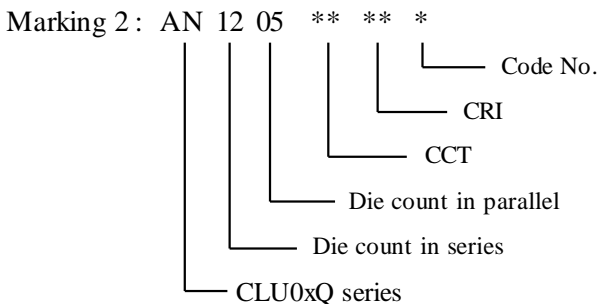 Marking 2 : AN 12 05 ** ** *
Code No.
CRI
CCT
Die count in parallel
Die count in series
CLU0xQ series